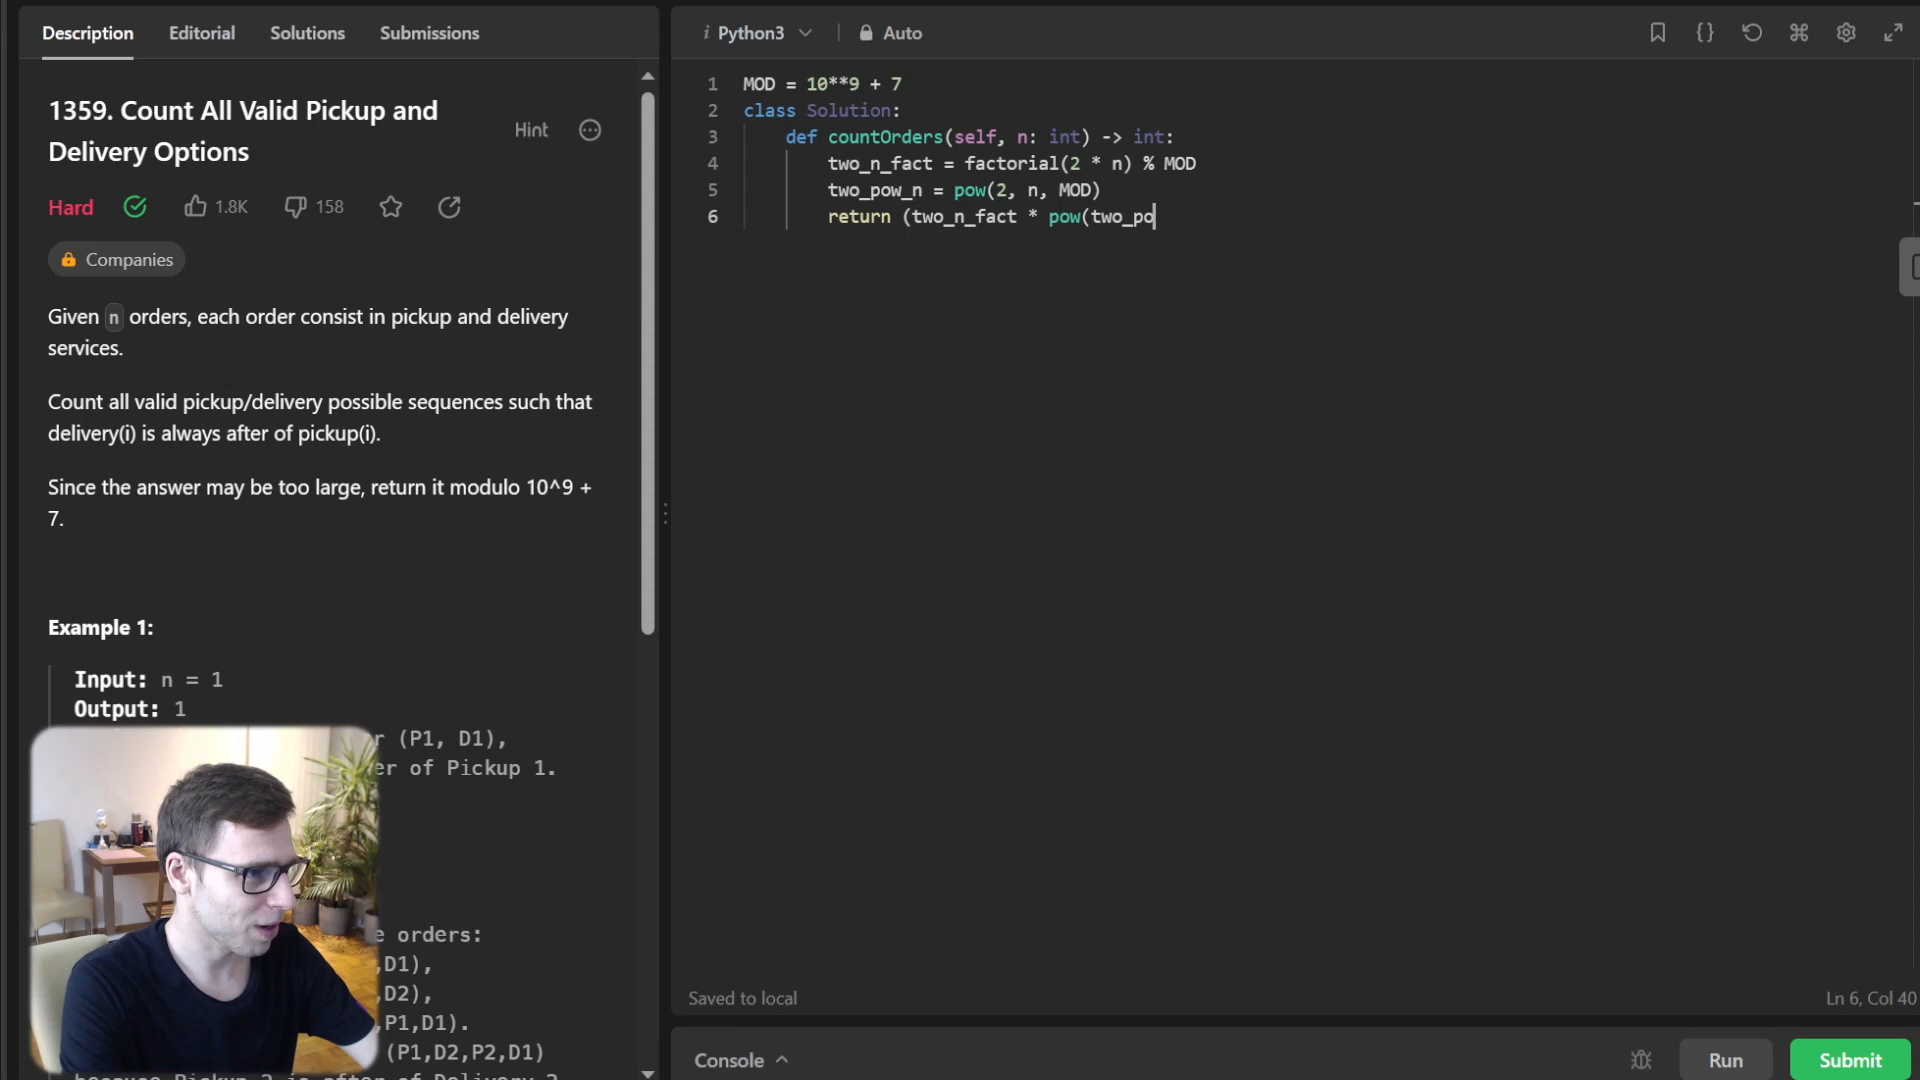 Description Editorial Solutions Submissions
1359. Count All Valid Pickup and
Delivery Options
Hint
Hard 1.8K 158
Companies
Given n orders, each order consist in pickup and delivery
services.
Count all valid pickup/delivery possible sequences such that
delivery(i) is always after of pickup(i).
Since the answer may be too large, return it modulo 10^9 +
7.
Example 1:
Input: n = 1
Output: 1
r (P1, D1),
er of Pickup 1.
e orders:
,D1),
,D2),
,P1,D1).
(P1,D2,P2,D1)
i Python3 Auto
1 MOD = 10**9 + 7
2 class Solution:
3 def countOrders(self, n: int) -> int:
4 two_n_fact = factorial(2 * n) % MOD
5 two_pow_n = pow(2, n, MOD)
6 return (two_n_fact * pow(two_po
Saved to local
Ln 6, Col 40
Console
Run
Submit